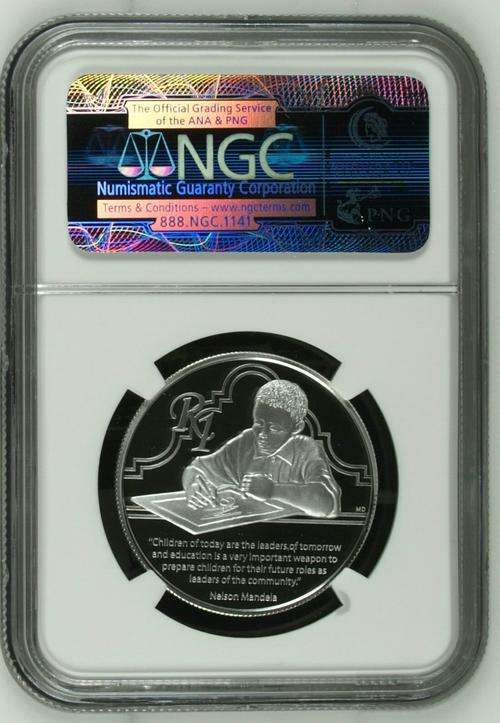 The Official Grading Service
of the ANA & PNG
NGC
Numismatic Guaranty Corporation
Terms & Conditions – www.ngcterms.com
888.NGC.1141
PNG
R1
MD
"Children of today are the leaders,of tomorrow
and education is a very important weapon to
prepare children for their future roles as
leaders of the community."
Nelson Mandela